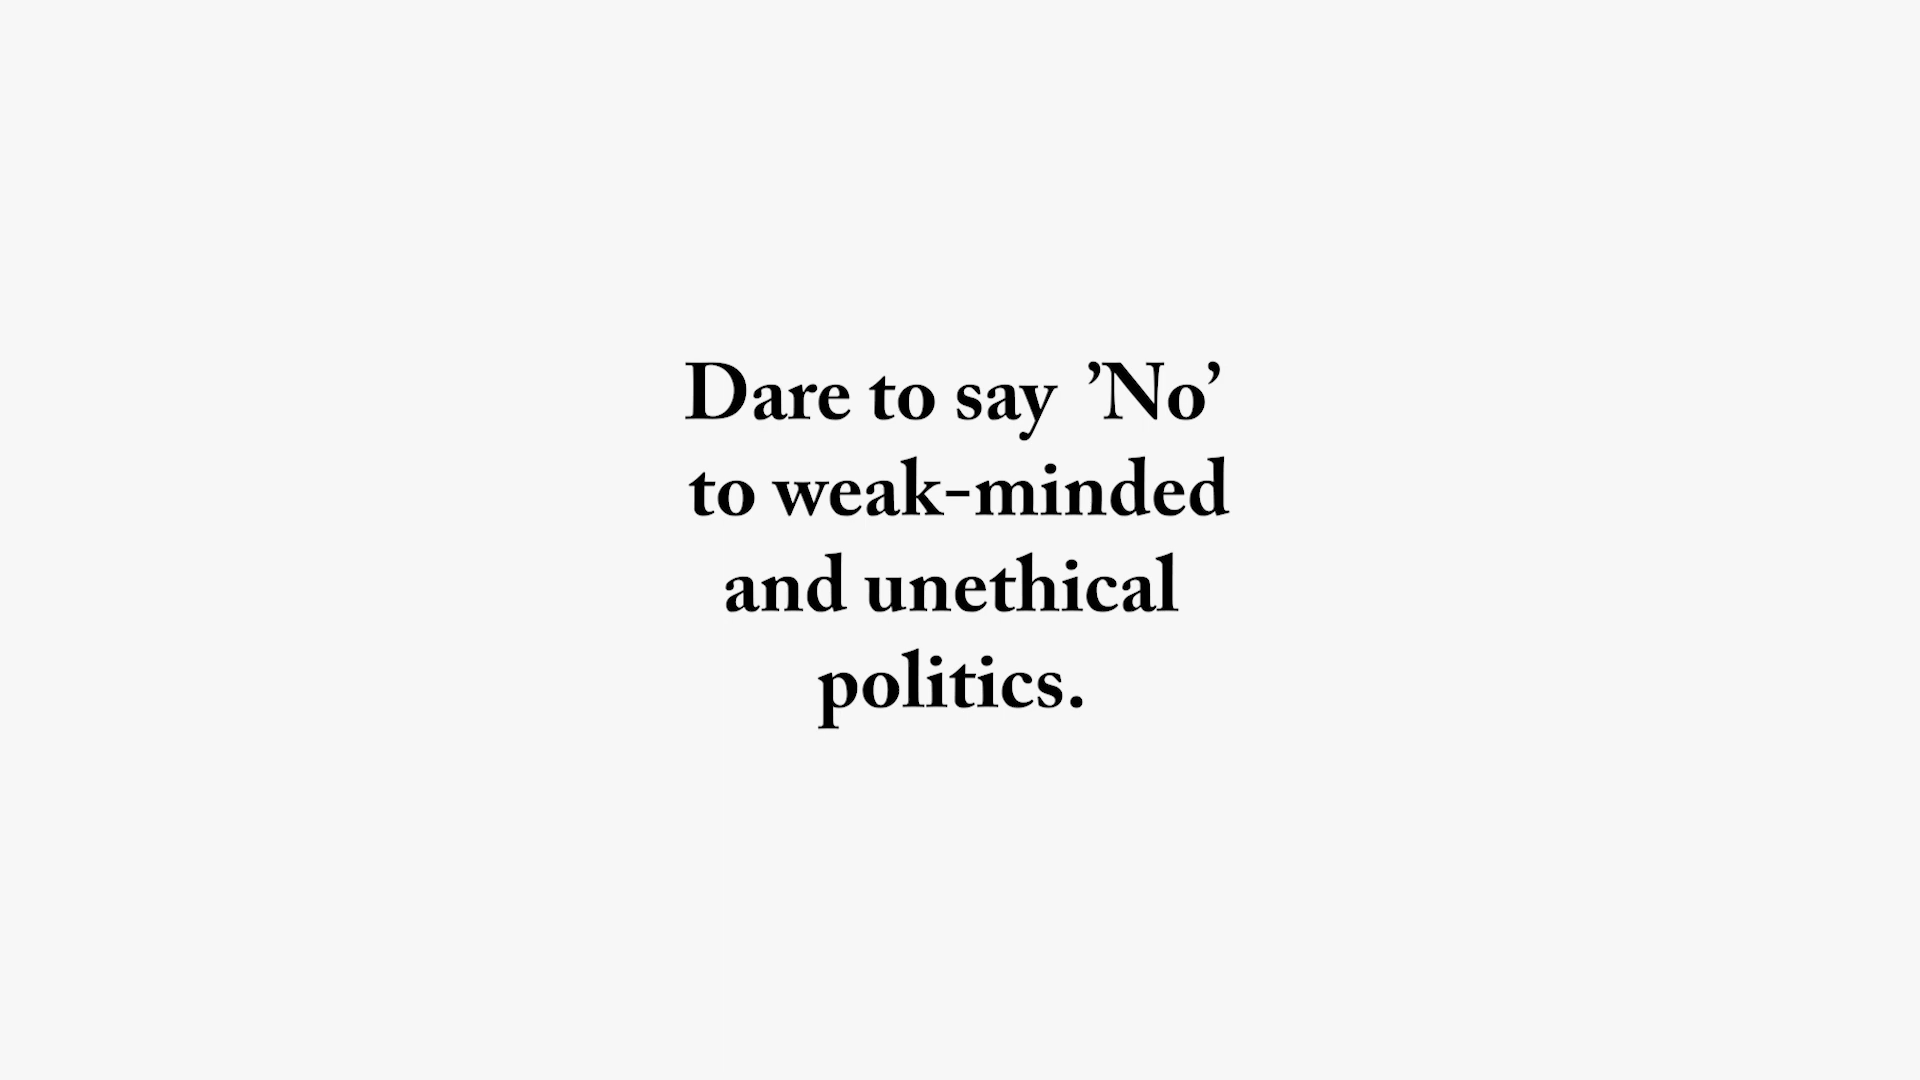 Dare to say ’No’
to weak-minded
and unethical
politics.